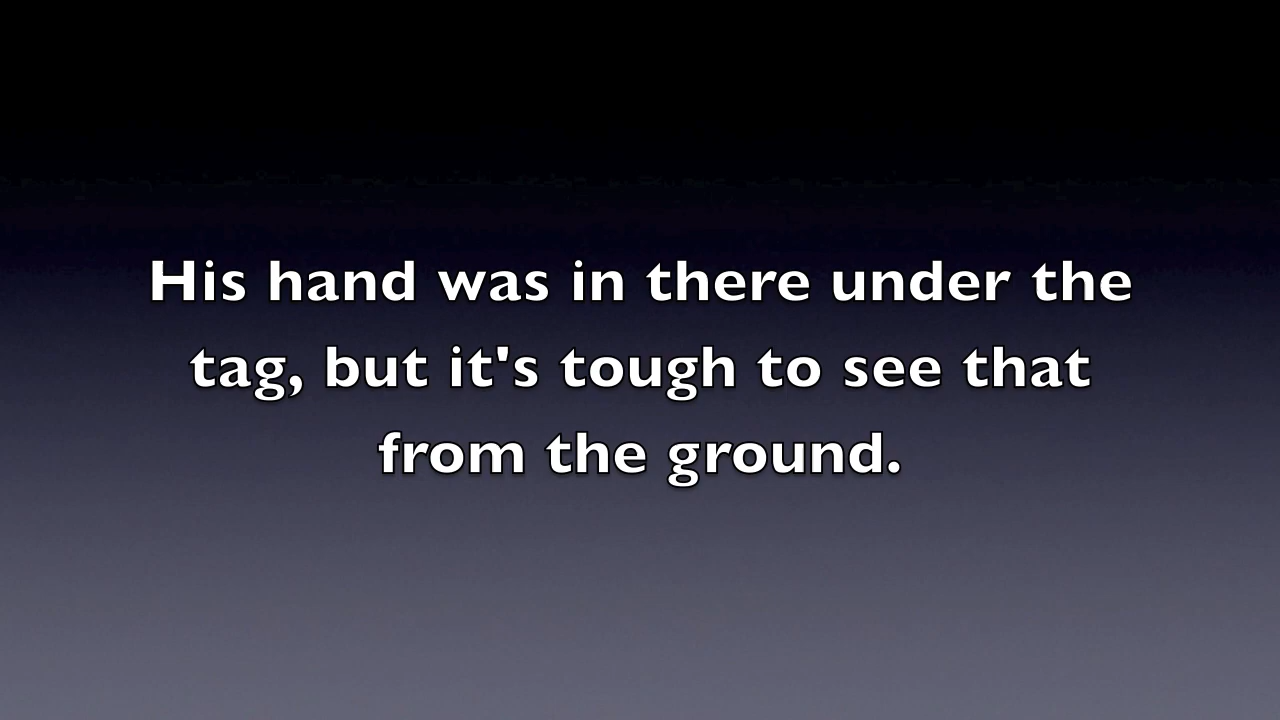 His hand was in there under the
tag, but it's tough to see that
from the ground.